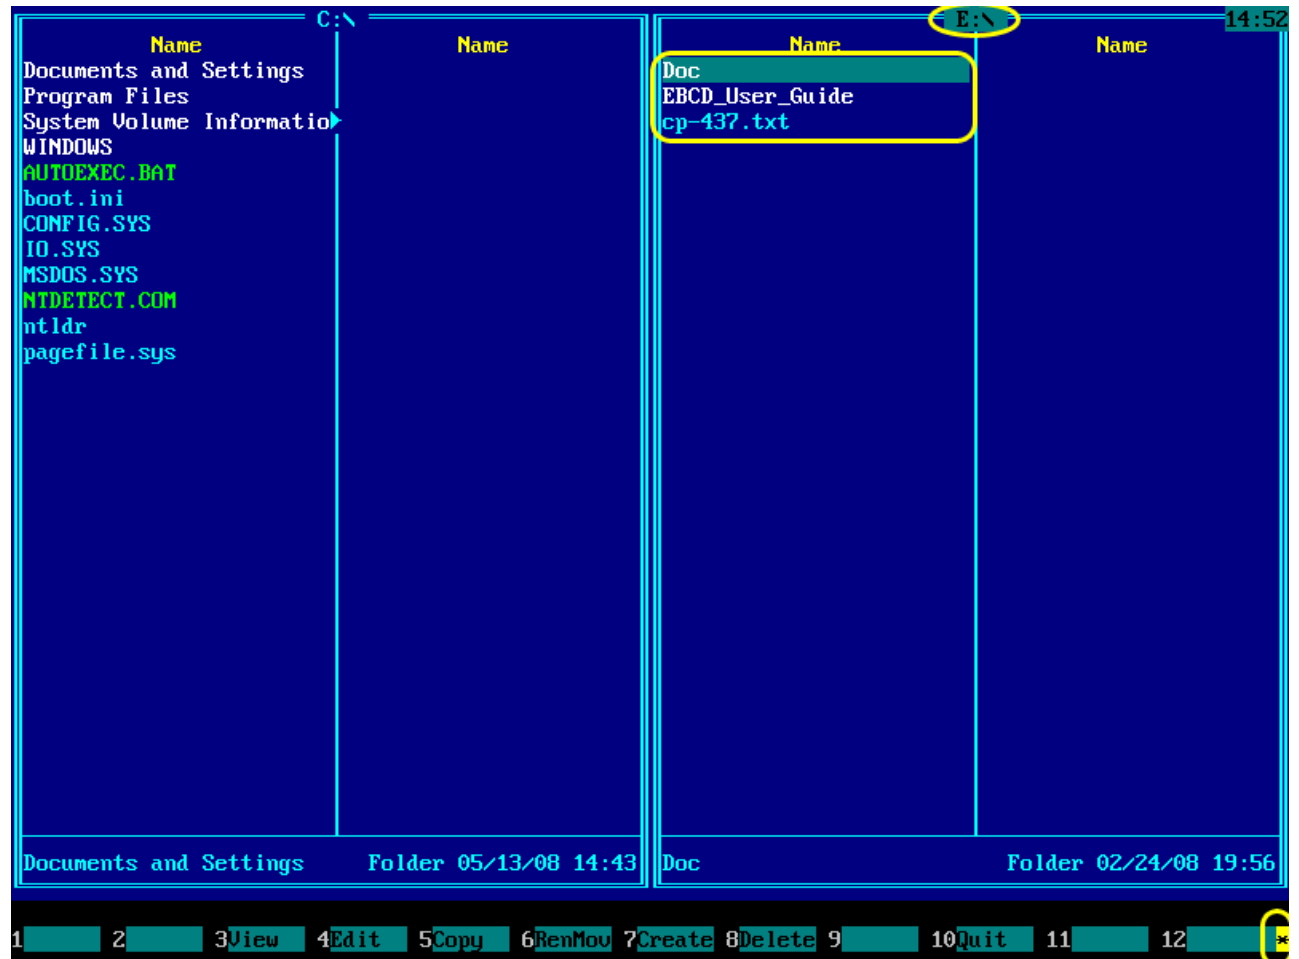 C:\
Name Name
Documents and Settings
Program Files
System Volume Informatio
WINDOWS
AUTOEXEC.BAT
boot.ini
CONFIG.SYS
IO.SYS
MSDOS.SYS
NTDETECT.COM
ntldr
pagefile.sys
Documents and Settings Folder 05/13/08 14:43
E:\ 14:52
Name Name
Doc
EBCD_User_Guide
cp-437.txt
Doc Folder 02/24/08 19:56
1 2 3View 4Edit 5Copy 6RenMov 7Create 8Delete 9 10Quit 11 12 *